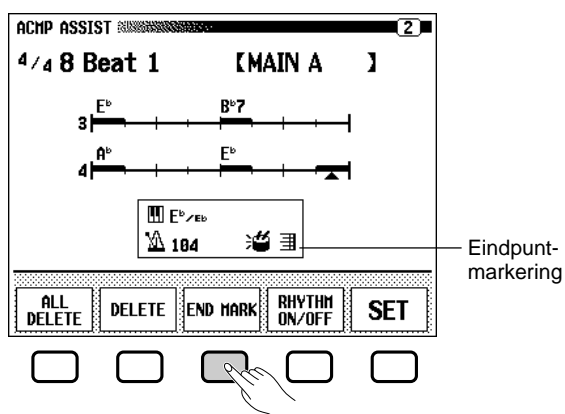 ACMP ASSIST 2
4/4 8 Beat 1 【MAIN A 】
E♭ B♭7
3
A♭ E♭
4
E♭/E♭
104
Eindpunt-
markering
ALL DELETE DELETE END MARK RHYTHM ON/OFF SET